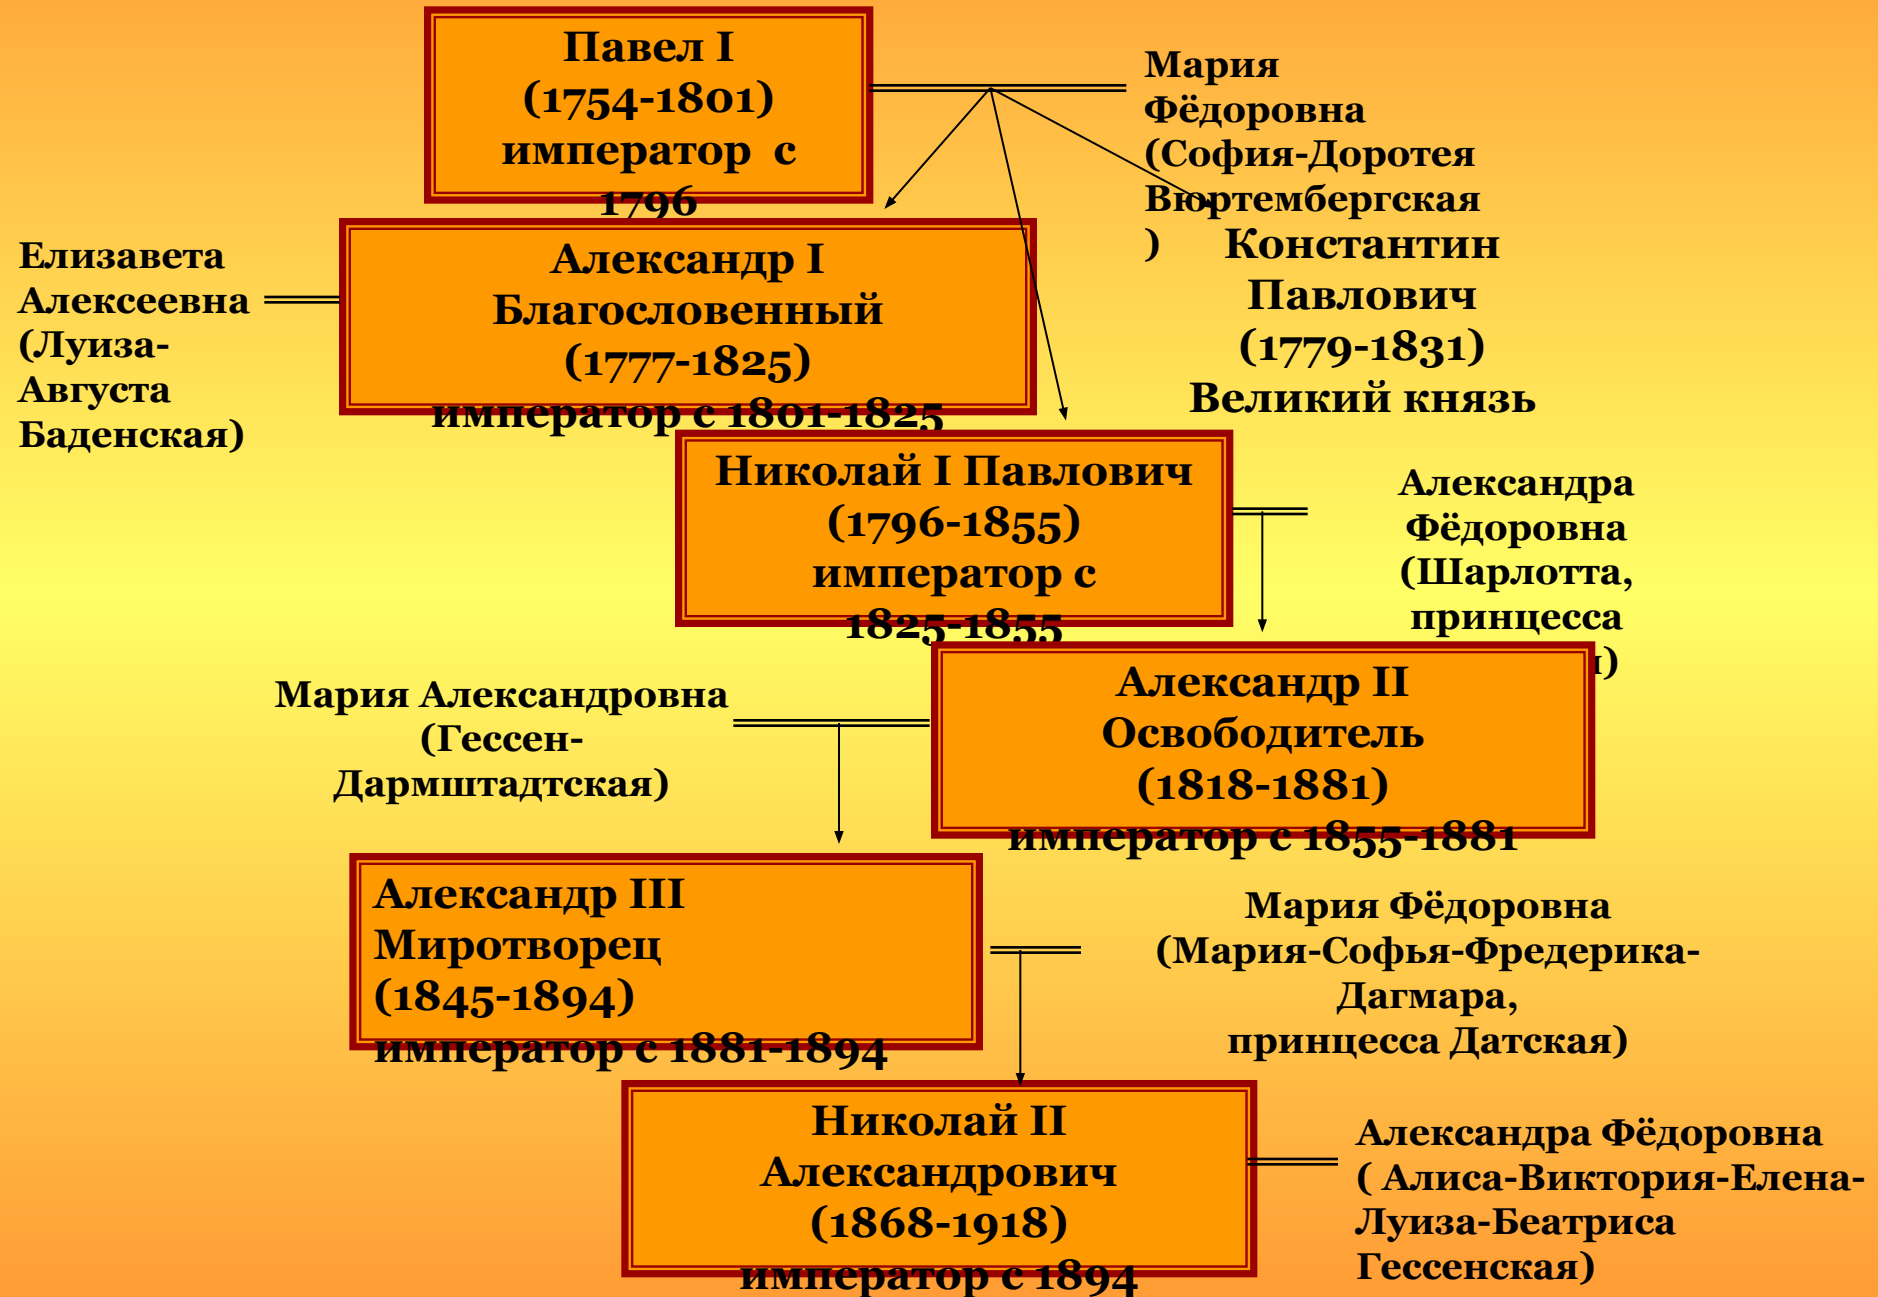 Павел I
(1754-1801)
император с
1796
Мария
Фёдоровна
(София-Доротея
Вюртембергская
)
Елизавета
Алексеевна
(Луиза-
Августа
Баденская)
Александр I
Благословенный
(1777-1825)
император с 1801-1825
Константин
Павлович
(1779-1831)
Великий князь
Николай I Павлович
(1796-1855)
император с
1825-1855
Александра
Фёдоровна
(Шарлотта,
принцесса
)
Мария Александровна
(Гессен-
Дармштадтская)
Александр II
Освободитель
(1818-1881)
император с 1855-1881
Александр III
Миротворец
(1845-1894)
император с 1881-1894
Мария Фёдоровна
(Мария-Софья-Фредерика-
Дагмара,
принцесса Датская)
Николай II
Александрович
(1868-1918)
император с 1894
Александра Фёдоровна
( Алиса-Виктория-Елена-
Луиза-Беатриса
Гессенская)